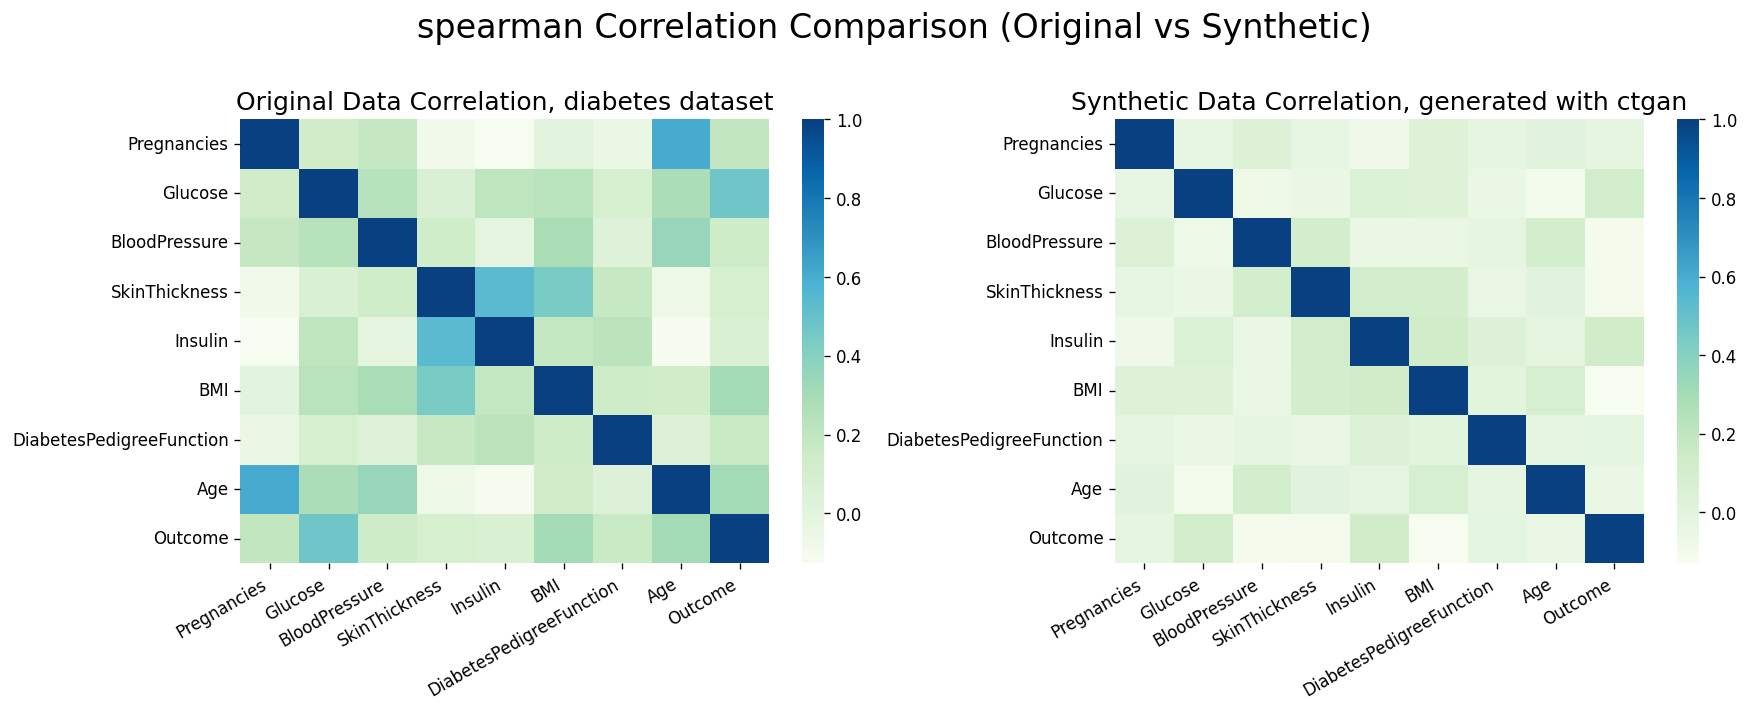 spearman Correlation Comparison (Original vs Synthetic)
Original Data Correlation, diabetes dataset
Pregnancies
Glucose
BloodPressure
SkinThickness
Insulin
BMI
DiabetesPedigreeFunction
Age
Outcome
Pregnancies
Glucose
BloodPressure
SkinThickness
Insulin
BMI
DiabetesPedigreeFunction
Age
Outcome
1.0
0.8
0.6
0.4
0.2
0.0
Synthetic Data Correlation, generated with ctgan
Pregnancies
Glucose
BloodPressure
SkinThickness
Insulin
BMI
DiabetesPedigreeFunction
Age
Outcome
Pregnancies
Glucose
BloodPressure
SkinThickness
Insulin
BMI
DiabetesPedigreeFunction
Age
Outcome
1.0
0.8
0.6
0.4
0.2
0.0